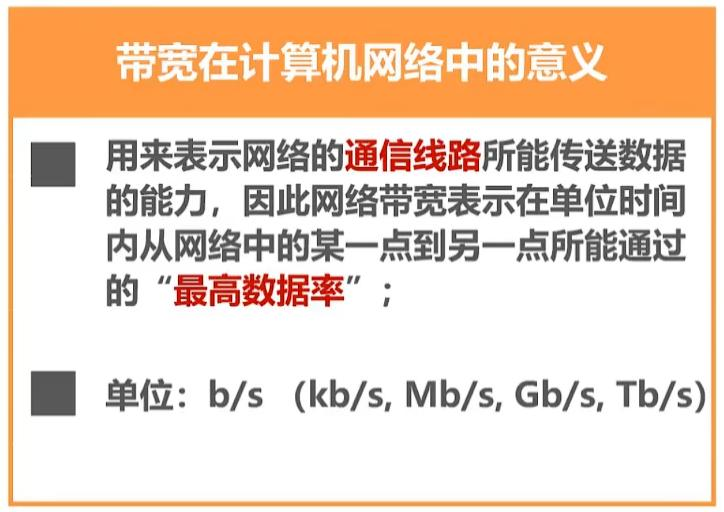 带宽在计算机网络中的意义
用来表示网络的通信线路所能传送数据
的能力，因此网络带宽表示在单位时间
内从网络中的某一点到另一点所能通过
的“最高数据率”；
单位：b/s （kb/s, Mb/s, Gb/s, Tb/s）